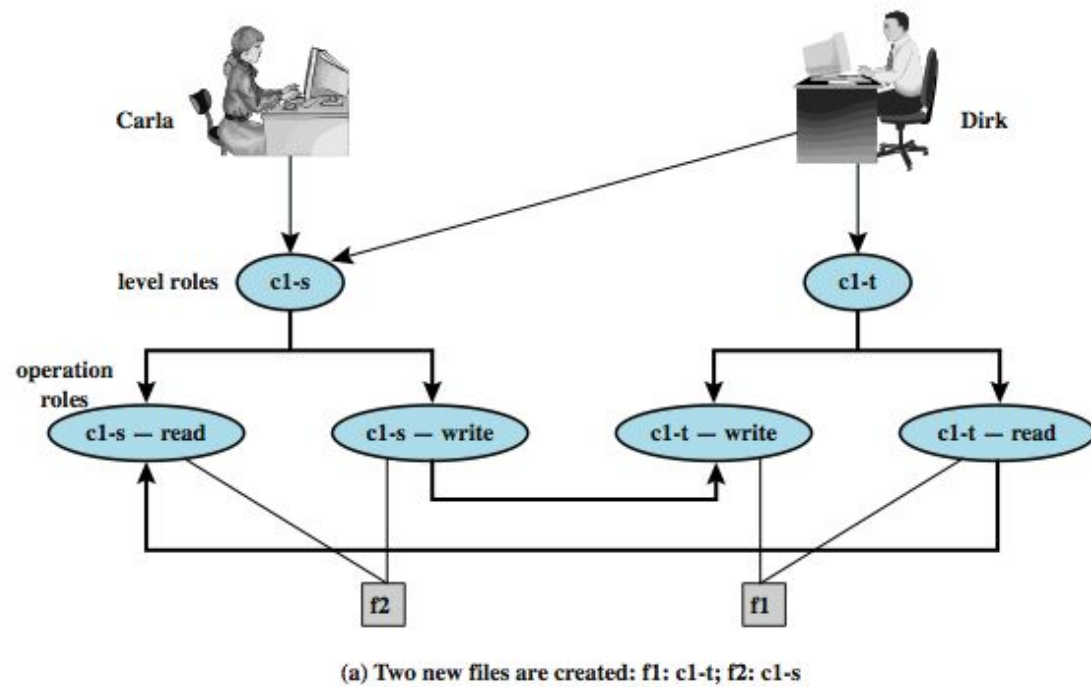 Carla
Dirk
level roles
c1-s
c1-t
operation
roles
c1-s — read
c1-s — write
c1-t — write
c1-t — read
f2
f1
(a) Two new files are created: f1: c1-t; f2: c1-s